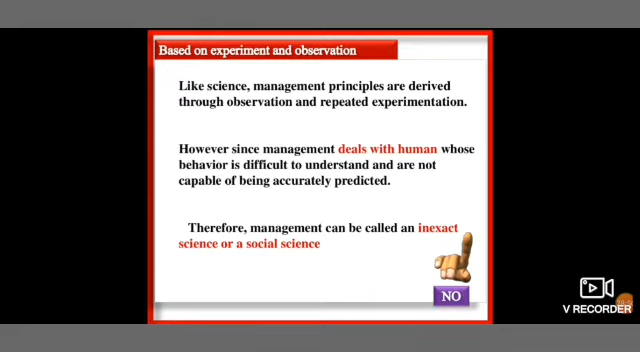 Based on experiment and observation
Like science, management principles are derived
through observation and repeated experimentation.
However since management deals with human whose
behavior is difficult to understand and are not
capable of being accurately predicted.
Therefore, management can be called an inexact
science or a social science
NO
V RECORDER